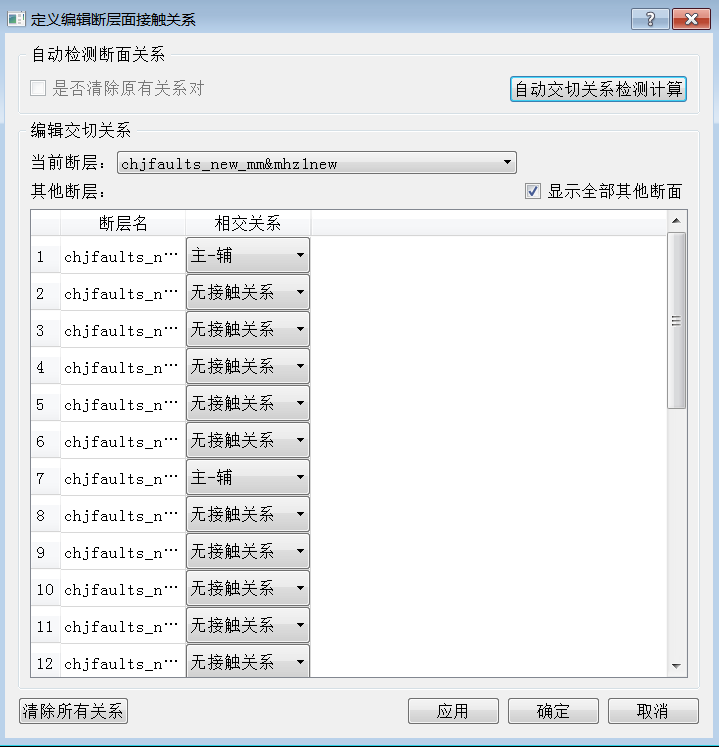 定义编辑断层面接触关系
自动检测断面关系
是否清除原有关系对
自动交切关系检测计算
编辑交切关系
当前断层： chjfaults_new_mm&mhz1new
其他断层：
显示全部其他断面
断层名 相交关系
1 chjfaults_n… 主-辅
2 chjfaults_n… 无接触关系
3 chjfaults_n… 无接触关系
4 chjfaults_n… 无接触关系
5 chjfaults_n… 无接触关系
6 chjfaults_n… 无接触关系
7 chjfaults_n… 主-辅
8 chjfaults_n… 无接触关系
9 chjfaults_n… 无接触关系
10 chjfaults_n… 无接触关系
11 chjfaults_n… 无接触关系
12 chjfaults_n… 无接触关系
清除所有关系 应用 确定 取消